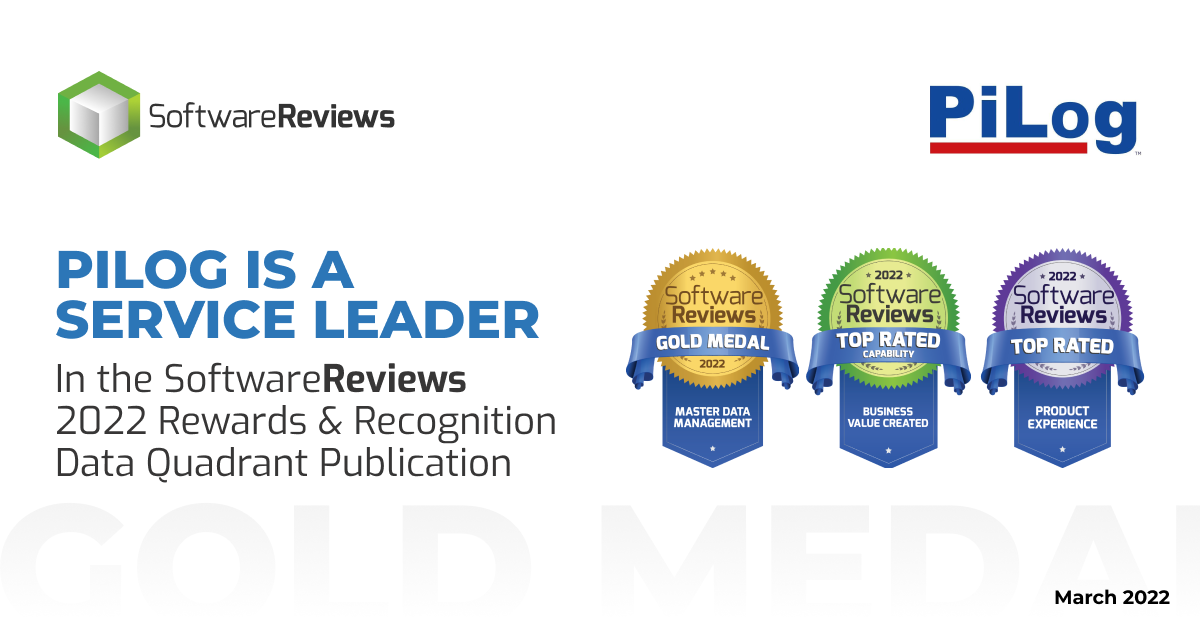 SoftwareReviews
PiLog
TM
PILOG IS A
SERVICE LEADER
In the SoftwareReviews
2022 Rewards & Recognition
Data Quadrant Publication
Software
Reviews
GOLD MEDAL
2022
MASTER DATA
MANAGEMENT
2022
Software
Reviews
TOP RATED
CAPABILITY
BUSINESS
VALUE CREATED
2022
Software
Reviews
TOP RATED
PRODUCT
EXPERIENCE
GOLD MEDAL
March 2022